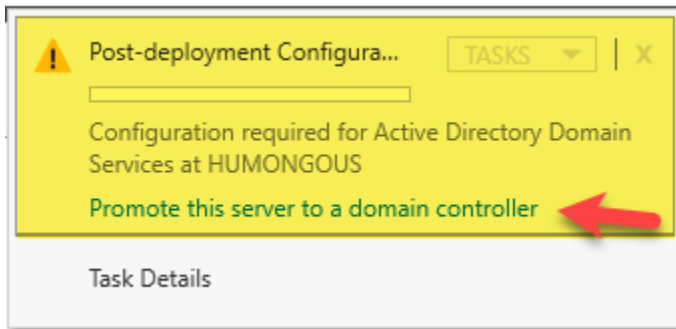 Post-deployment Configura...
TASKS
X
Configuration required for Active Directory Domain
Services at HUMONGOUS
Promote this server to a domain controller
Task Details